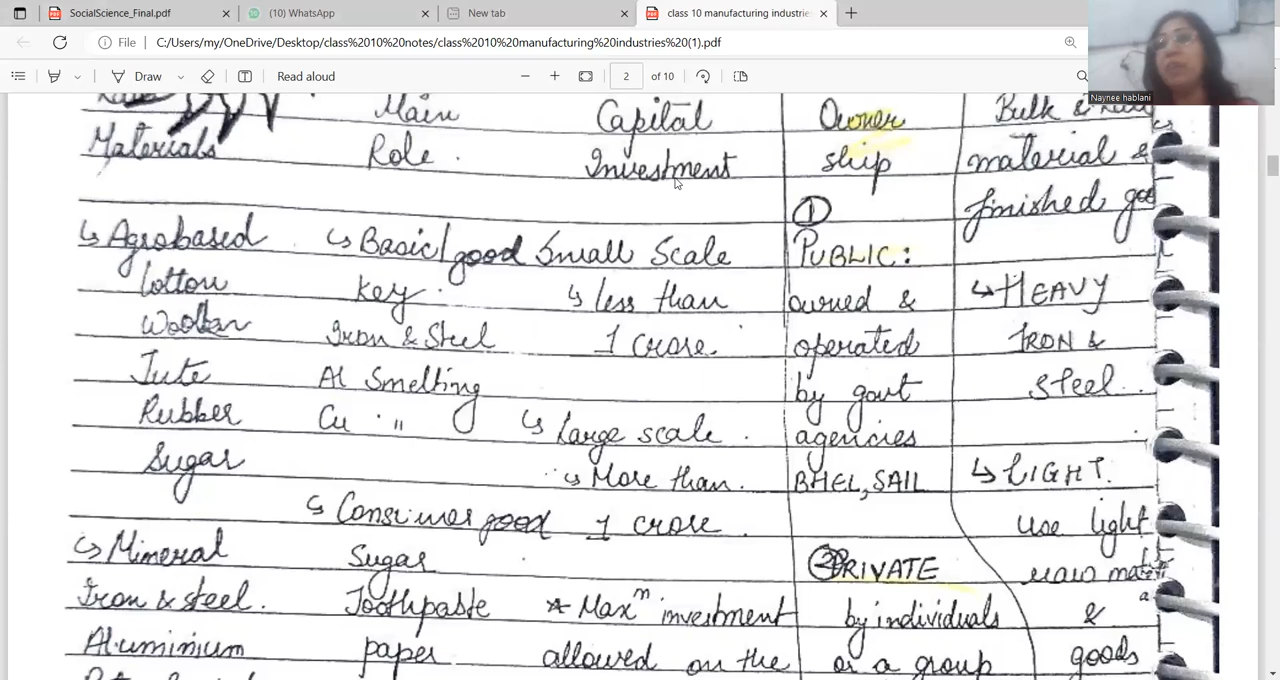 SocialScience_Final.pdf
(10) WhatsApp
New tab
class 10 manufacturing industries
File
C:/Users/my/OneDrive/Desktop/class%2010%20notes/class%2010%20manufacturing%20industries%20(1).pdf
Draw
Read aloud
2
of 10
Naynee hablani
Main Capital Owner Bulk &
Materials Role. Investment ship material &
① finished
↳ Agrobased ↳ Basic/good Small Scale PUBLIC:
Cotton key. ↳ less than owned & ↳ HEAVY
Iron & Steel 1 crore. operated IRON &
Jute Al Smelting by govt Steel.
Rubber Cu " ↳ Large scale. agencies
Sugar ↳ More than. BHEL, SAIL ↳ LIGHT.
↳ Consumer good 1 crore. use light
↳ Mineral Sugar ② PRIVATE
Iron & steel. Toothpaste * Maxᵐ investment by individuals &
Aluminium paper allowed on the or a group goods